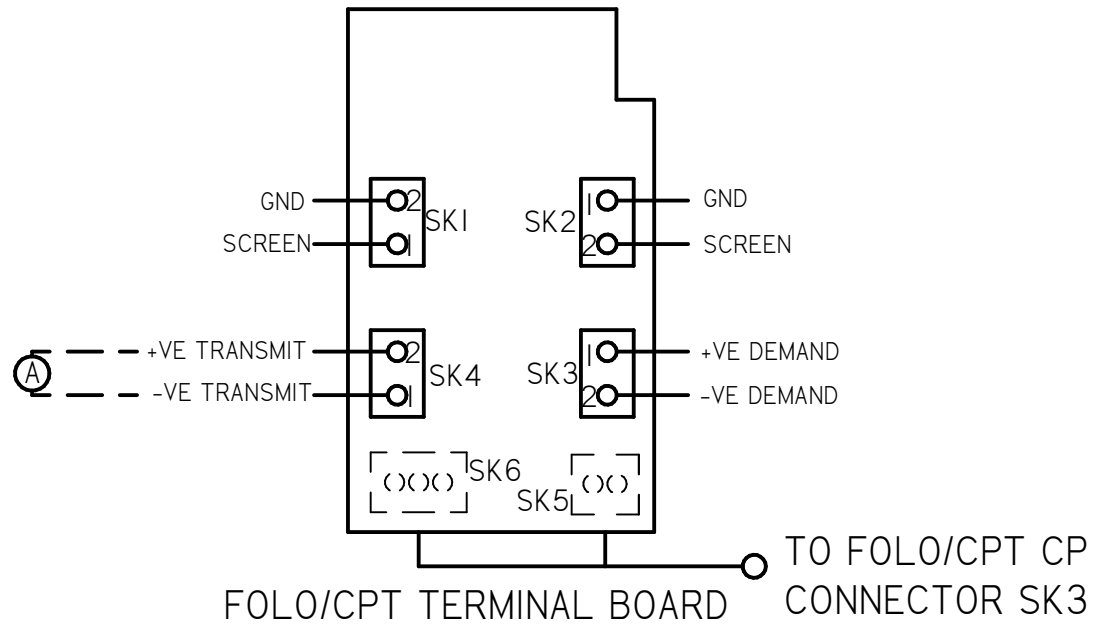 GND 2 1 GND
SK1 SK2
SCREEN 1 2 SCREEN
+VE TRANSMIT 2 1 +VE DEMAND
A SK4 SK3
-VE TRANSMIT 1 2 -VE DEMAND
SK6
SK5
TO FOLO/CPT CP
CONNECTOR SK3
FOLO/CPT TERMINAL BOARD